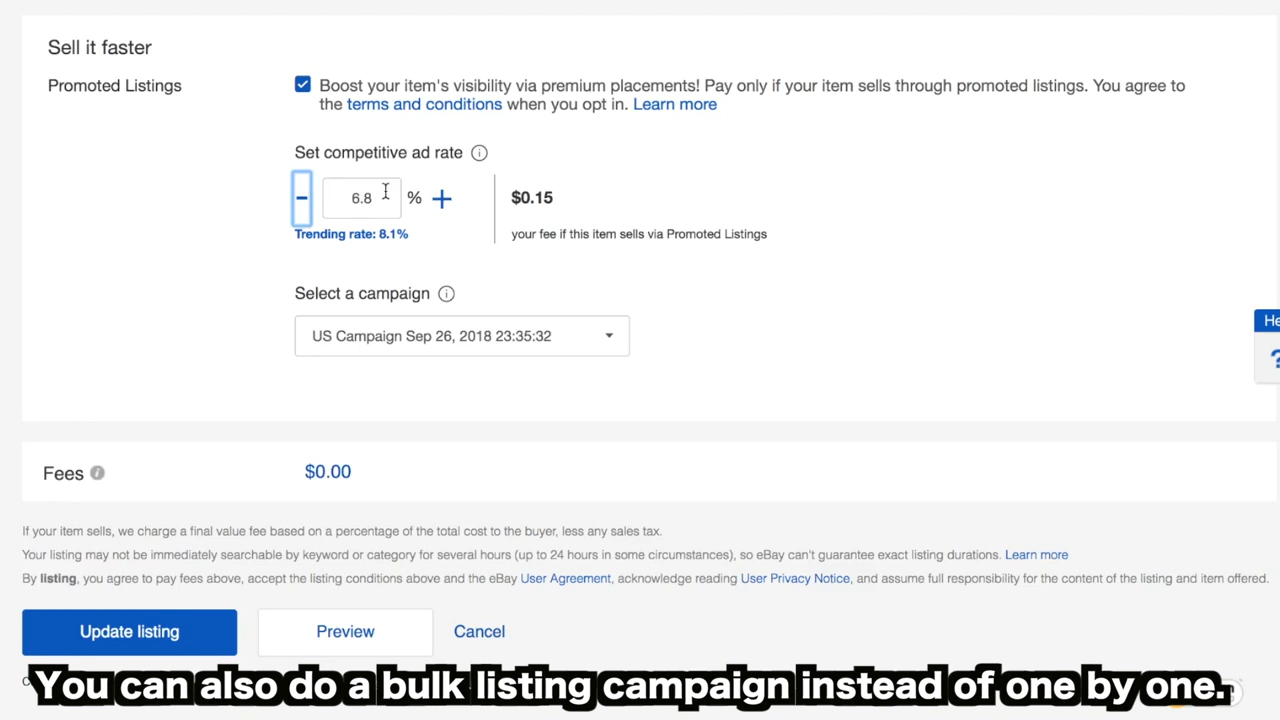 Sell it faster
Promoted Listings
Boost your item's visibility via premium placements! Pay only if your item sells through promoted listings. You agree to
the terms and conditions when you opt in. Learn more
Set competitive ad rate
- 6.8 % +
$0.15
Trending rate: 8.1%
your fee if this item sells via Promoted Listings
Select a campaign
US Campaign Sep 26, 2018 23:35:32
He
?
Fees
$0.00
If your item sells, we charge a final value fee based on a percentage of the total cost to the buyer, less any sales tax.
Your listing may not be immediately searchable by keyword or category for several hours (up to 24 hours in some circumstances), so eBay can't guarantee exact listing durations. Learn more
By listing, you agree to pay fees above, accept the listing conditions above and the eBay User Agreement, acknowledge reading User Privacy Notice, and assume full responsibility for the content of the listing and item offered.
Update listing
Preview
Cancel
You can also do a bulk listing campaign instead of one by one.